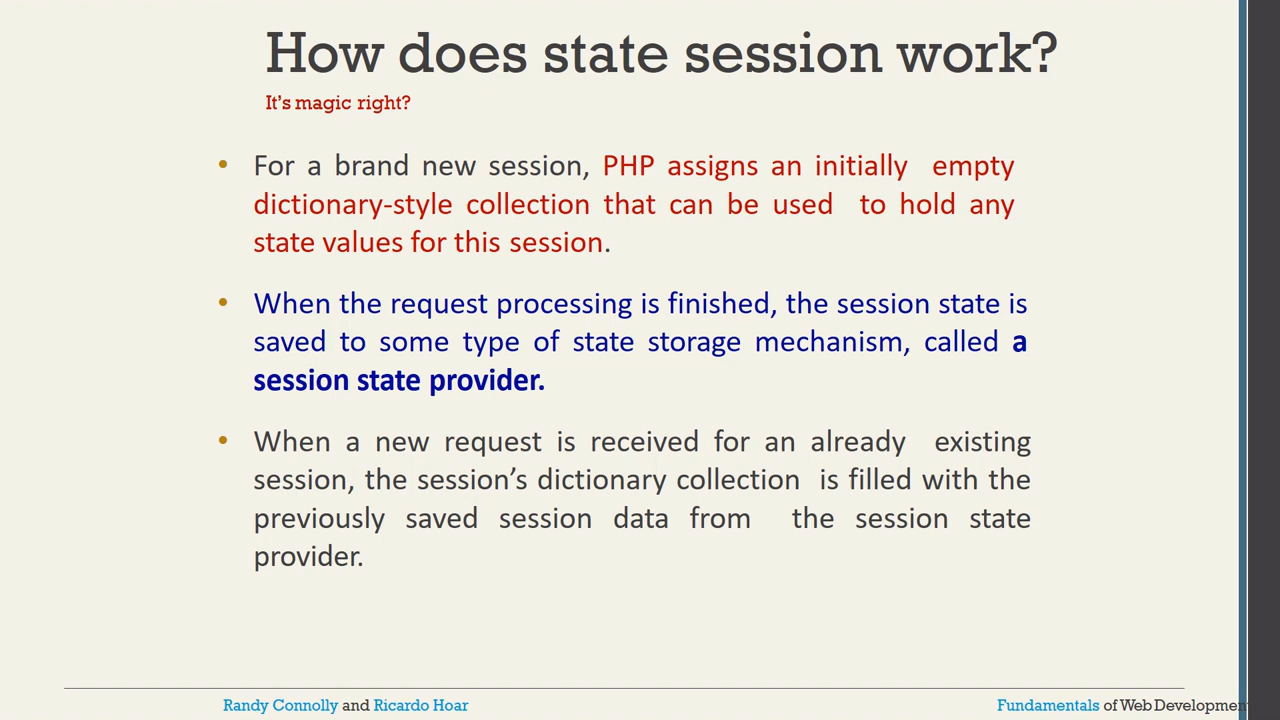 How does state session work?
It's magic right?
• For a brand new session, PHP assigns an initially empty
dictionary-style collection that can be used to hold any
state values for this session.
• When the request processing is finished, the session state is
saved to some type of state storage mechanism, called a
session state provider.
• When a new request is received for an already existing
session, the session’s dictionary collection is filled with the
previously saved session data from the session state
provider.
Randy Connolly and Ricardo Hoar
Fundamentals of Web Developmen